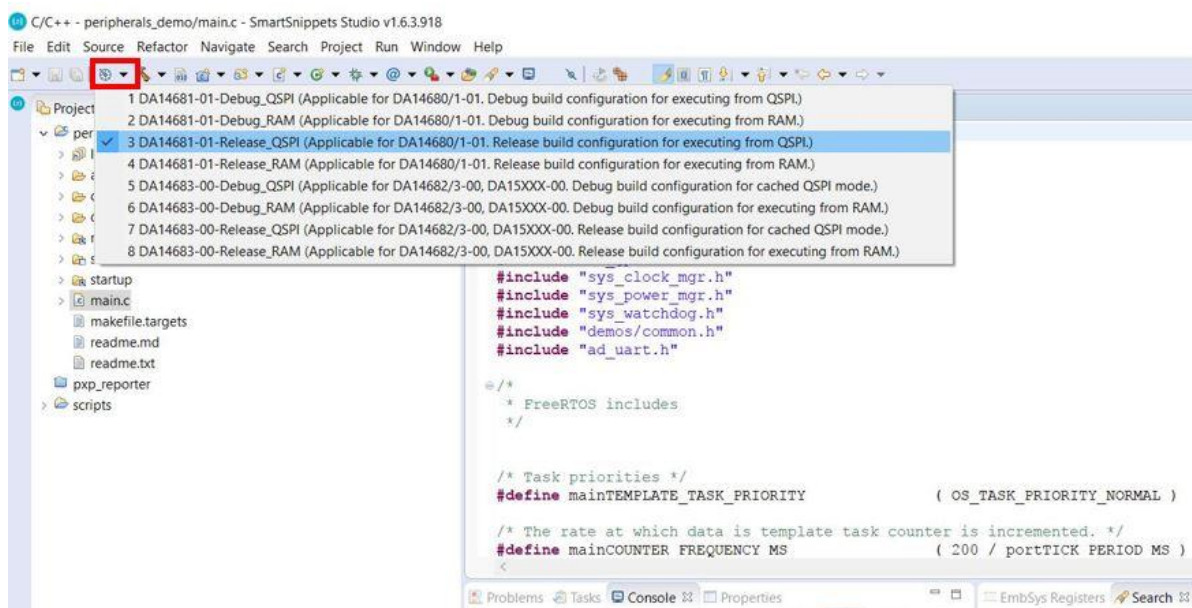 C/C++ - peripherals_demo/main.c - SmartSnippets Studio v1.6.3.918
File Edit Source Refactor Navigate Search Project Run Window Help
Project
1 DA14681-01-Debug_QSPI (Applicable for DA14680/1-01. Debug build configuration for executing from QSPI.)
per
2 DA14681-01-Debug_RAM (Applicable for DA14680/1-01. Debug build configuration for executing from RAM.)
3 DA14681-01-Release_QSPI (Applicable for DA14680/1-01. Release build configuration for executing from QSPI.)
4 DA14681-01-Release_RAM (Applicable for DA14680/1-01. Release build configuration for executing from RAM.)
5 DA14683-00-Debug_QSPI (Applicable for DA14682/3-00, DA15XXX-00. Debug build configuration for cached QSPI mode.)
6 DA14683-00-Debug_RAM (Applicable for DA14682/3-00, DA15XXX-00. Debug build configuration for executing from RAM.)
7 DA14683-00-Release_QSPI (Applicable for DA14682/3-00, DA15XXX-00. Release build configuration for cached QSPI mode.)
8 DA14683-00-Release_RAM (Applicable for DA14682/3-00, DA15XXX-00. Release build configuration for executing from RAM.)
startup
main.c
makefile.targets
readme.md
readme.txt
pxp_reporter
scripts
#include "sys_clock_mgr.h"
#include "sys_power_mgr.h"
#include "sys_watchdog.h"
#include "demos/common.h"
#include "ad_uart.h"
/*
* FreeRTOS includes
*/
/* Task priorities */
#define mainTEMPLATE_TASK_PRIORITY ( OS_TASK_PRIORITY_NORMAL )
/* The rate at which data is template task counter is incremented. */
#define mainCOUNTER_FREQUENCY_MS ( 200 / portTICK_PERIOD_MS )
Problems Tasks Console Properties
EmbSys Registers Search